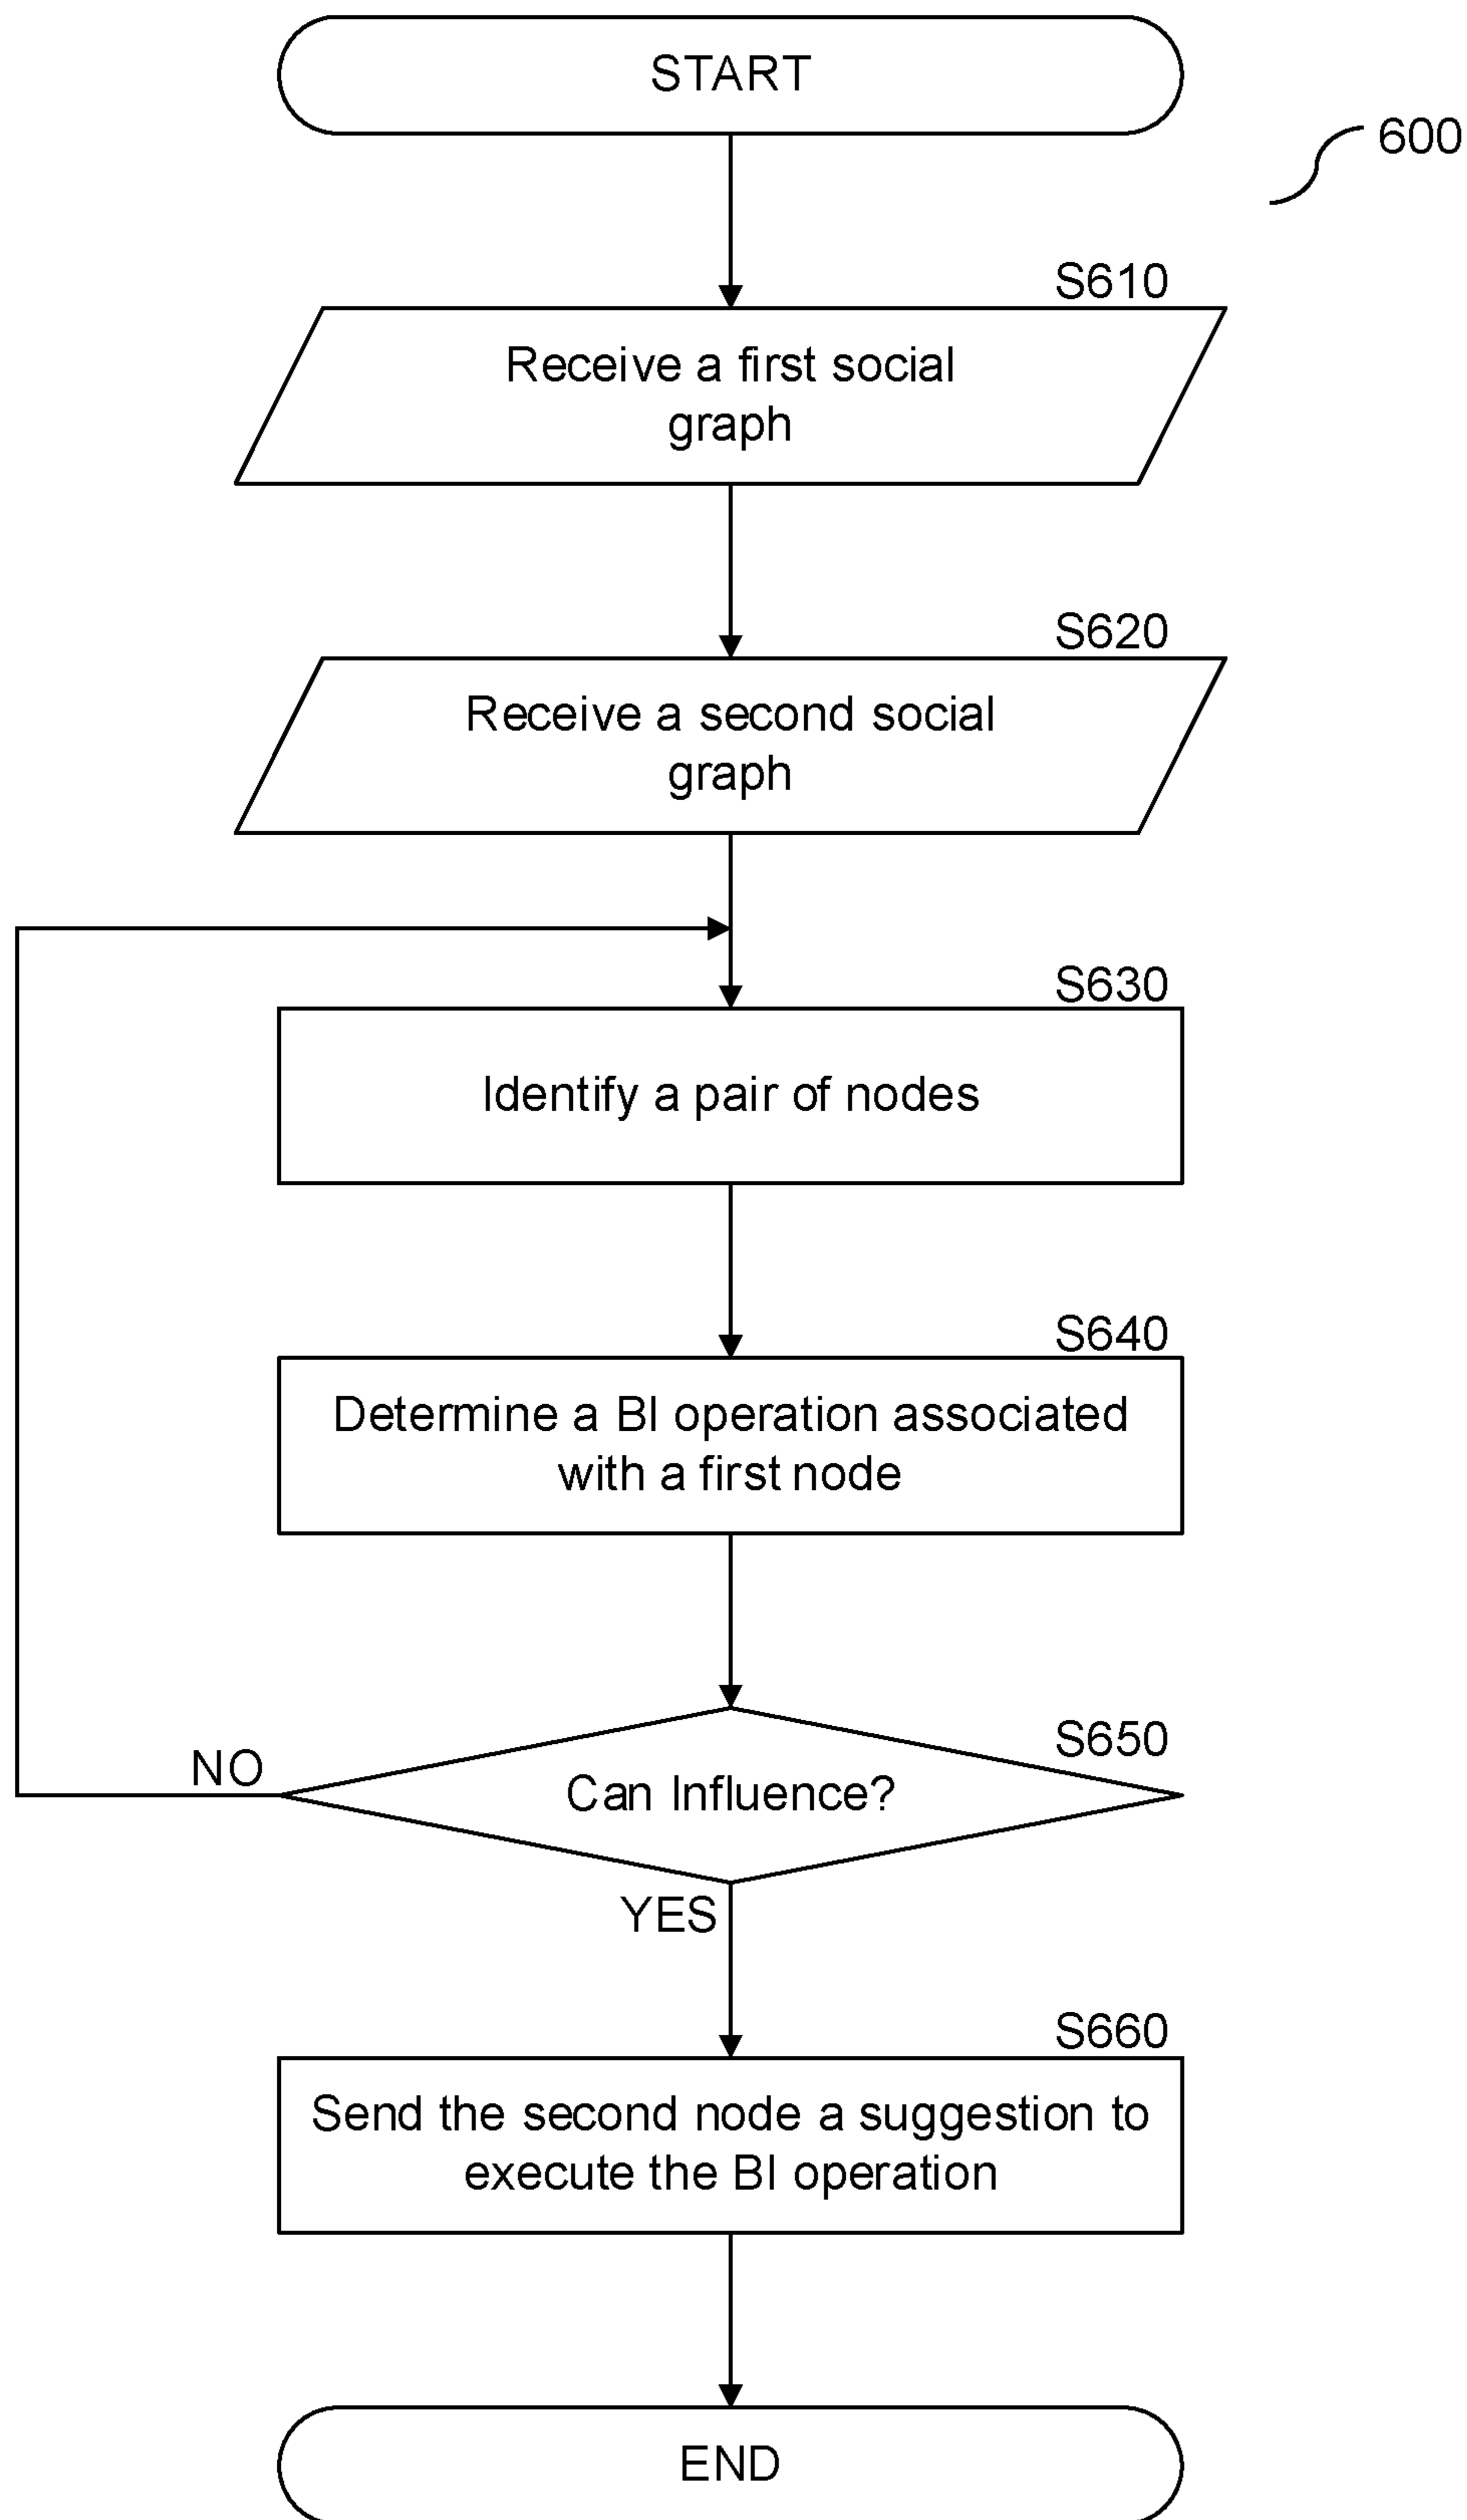 START
600
S610
Receive a first social
graph
S620
Receive a second social
graph
S630
Identify a pair of nodes
S640
Determine a BI operation associated
with a first node
S650
NO
Can Influence?
YES
S660
Send the second node a suggestion to
execute the BI operation
END